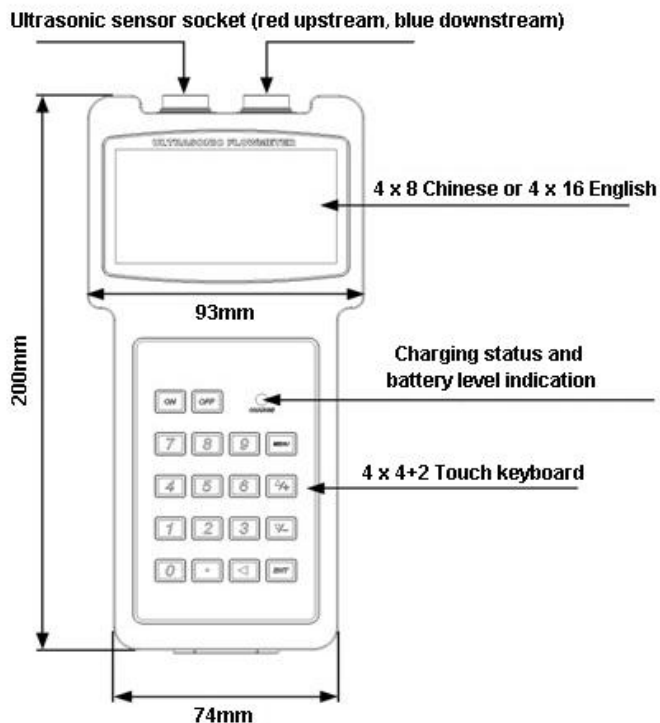 Ultrasonic sensor socket (red upstream, blue downstream)
ULTRASONIC FLOWMETER
4 x 8 Chinese or 4 x 16 English
93mm
200mm
Charging status and
battery level indication
ON OFF
CHARGE
7 8 9 MENU
4 x 4+2 Touch keyboard
4 5 6 ^/+
1 2 3 v/-
0 . ◁ ENT
74mm